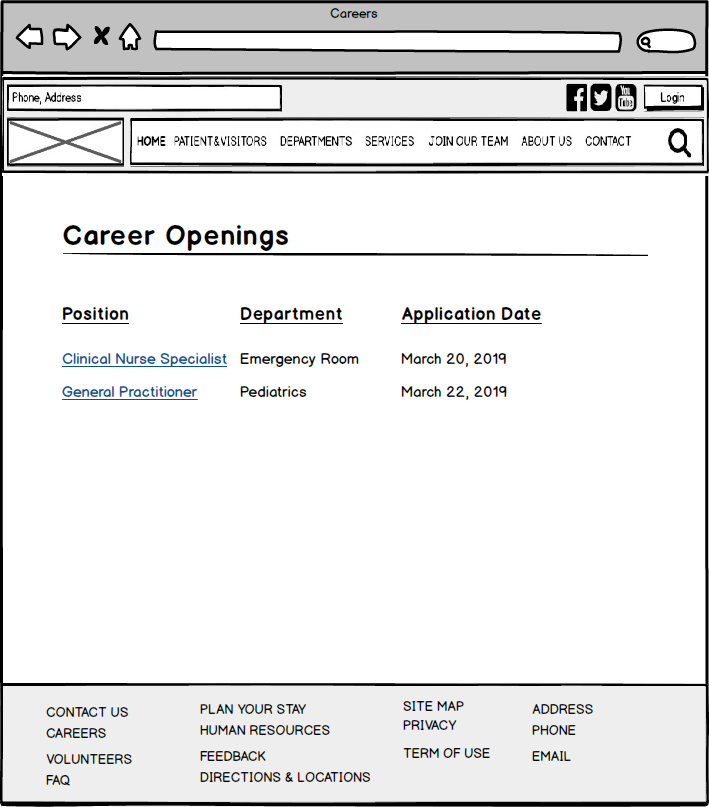 Careers
Phone, Address
You
Tube
Login
HOME PATIENT&VISITORS DEPARTMENTS SERVICES JOIN OUR TEAM ABOUT US CONTACT
Career Openings
Position Department Application Date
Clinical Nurse Specialist Emergency Room March 20, 2019
General Practitioner Pediatrics March 22, 2019
CONTACT US PLAN YOUR STAY SITE MAP ADDRESS
CAREERS HUMAN RESOURCES PRIVACY PHONE
VOLUNTEERS FEEDBACK TERM OF USE EMAIL
FAQ DIRECTIONS & LOCATIONS